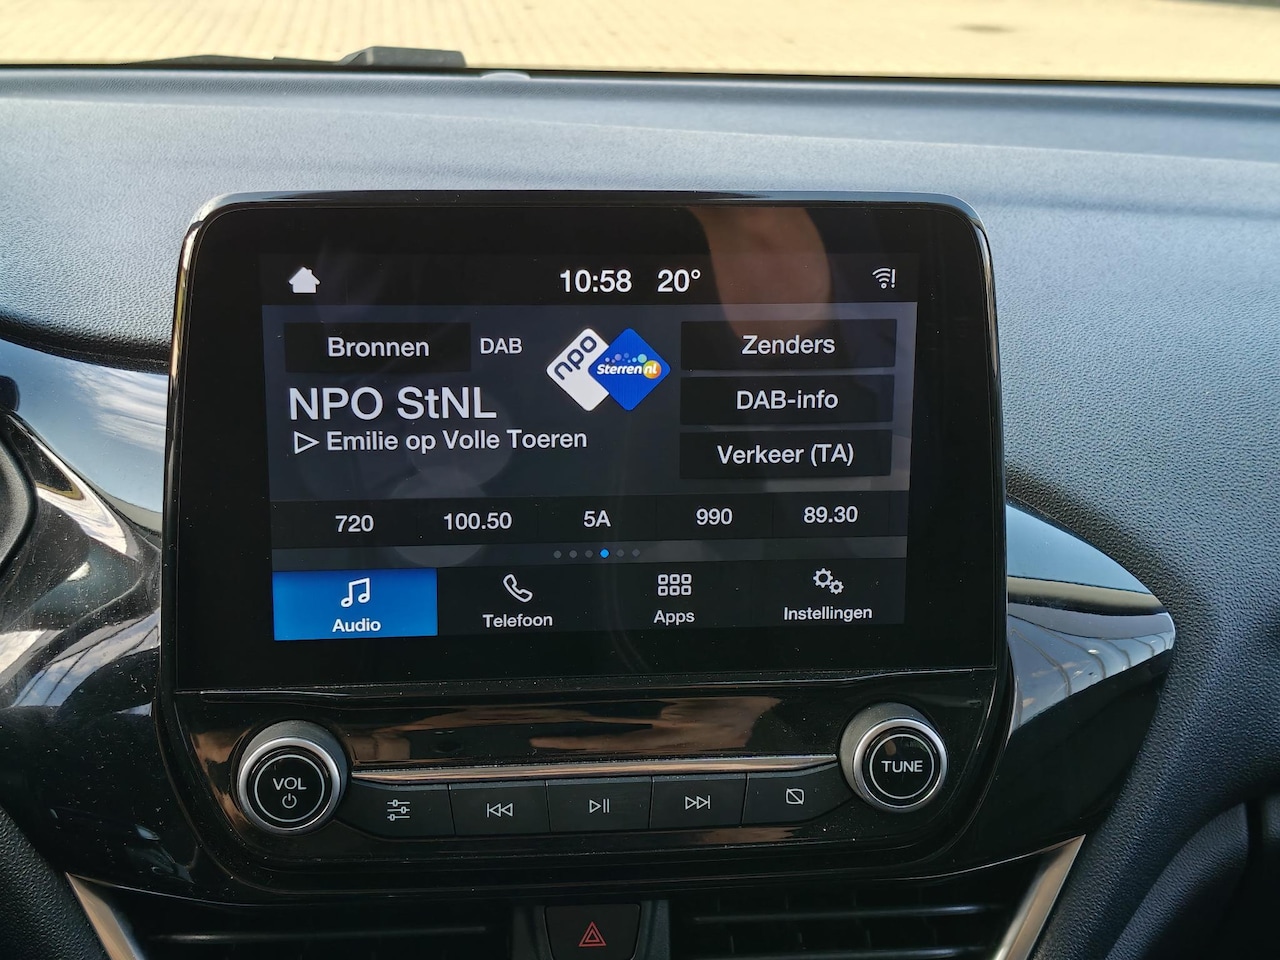 10:58 20°
Bronnen DAB npo Sterren nl Zenders
NPO StNL DAB-info
Emilie op Volle Toeren Verkeer (TA)
720 100.50 5A 990 89.30
Audio Telefoon Apps Instellingen
VOL TUNE